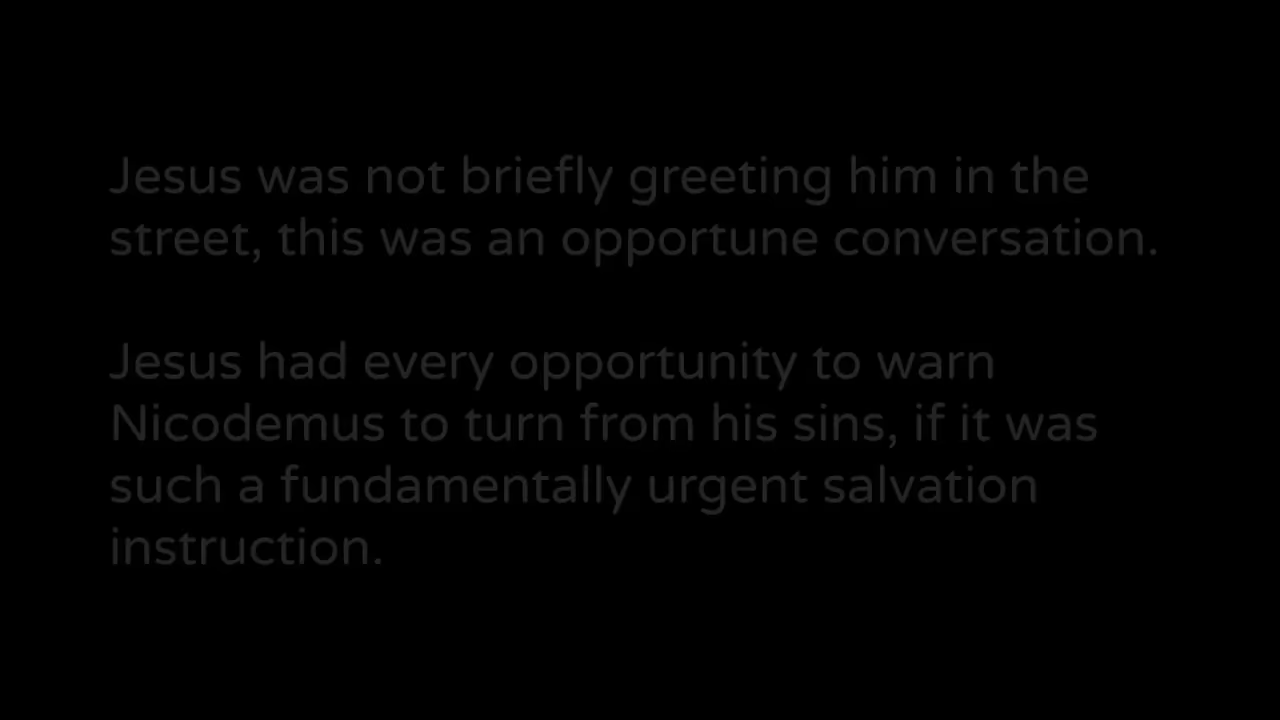 Jesus was not briefly greeting him in the
street, this was an opportune conversation.
Jesus had every opportunity to warn
Nicodemus to turn from his sins, if it was
such a fundamentally urgent salvation
instruction.